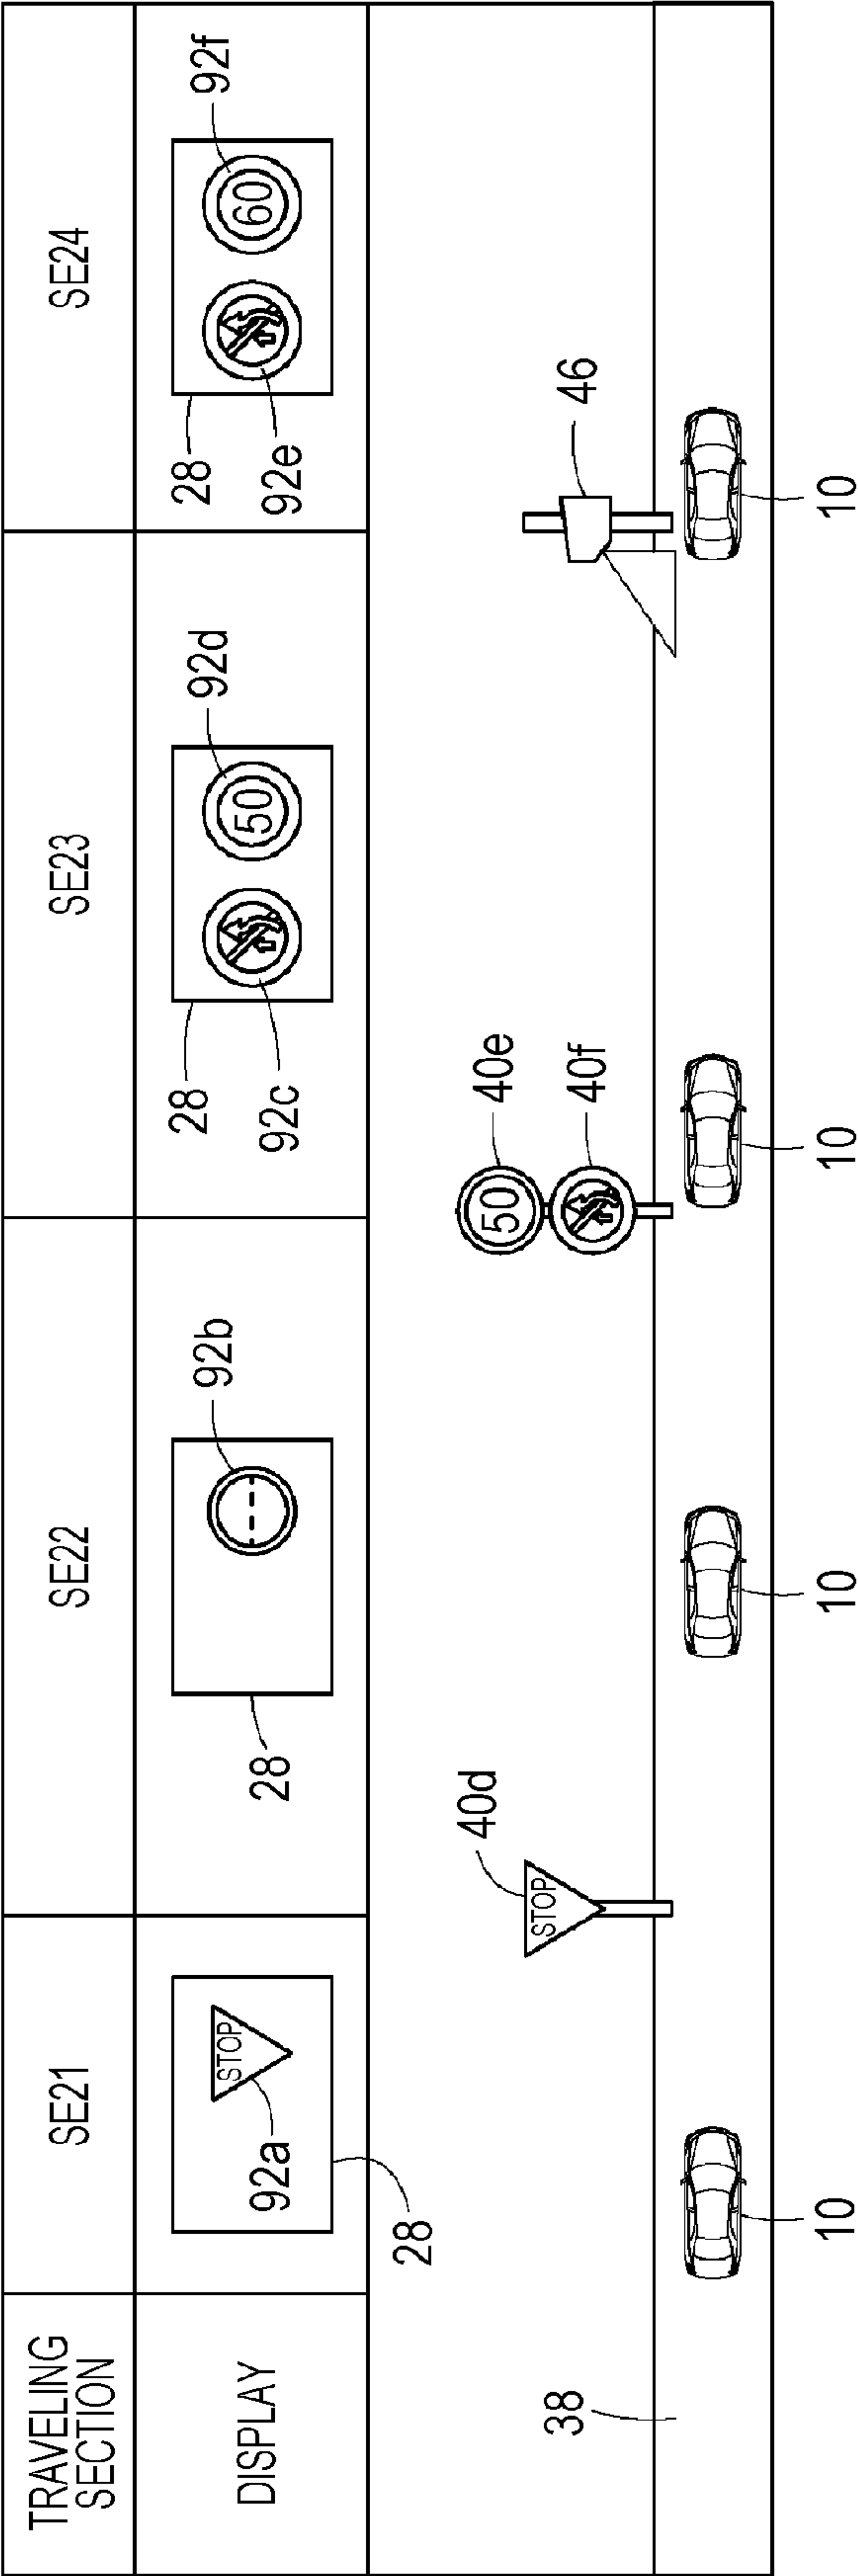 TRAVELING
SECTION
SE21
SE22
SE23
SE24
DISPLAY
STOP
92a
28
92b
28
50
92d
28
92c
60
92f
28
92e
STOP
40d
50
40e
40f
46
38
10
10
10
10